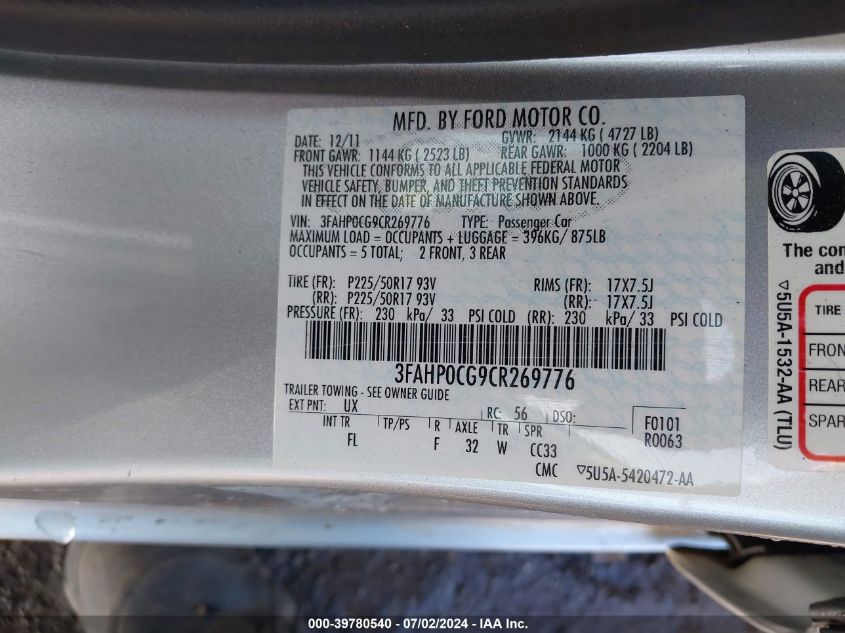 MFD. BY FORD MOTOR CO.
DATE: 12/11 GVWR: 2144 KG ( 4727 LB)
FRONT GAWR: 1144 KG ( 2523 LB) REAR GAWR: 1000 KG ( 2204 LB)
THIS VEHICLE CONFORMS TO ALL APPLICABLE FEDERAL MOTOR
VEHICLE SAFETY, BUMPER, AND THEFT PREVENTION STANDARDS
IN EFFECT ON THE DATE OF MANUFACTURE SHOWN ABOVE.
VIN: 3FAHP0CG9CR269776 TYPE: Passenger Car
MAXIMUM LOAD = OCCUPANTS + LUGGAGE = 396KG/ 875LB
OCCUPANTS = 5 TOTAL; 2 FRONT, 3 REAR
TIRE (FR): P225/50R17 93V RIMS (FR): 17X7.5J
(RR): P225/50R17 93V (RR): 17X7.5J
PRESSURE (FR): 230 kPa/ 33 PSI COLD (RR): 230 kPa/ 33 PSI COLD
3FAHP0CG9CR269776
TRAILER TOWING - SEE OWNER GUIDE
EXT PNT: UX RC: 56 DSO: F0101
R0063
INT TR TP/PS R AXLE TR SPR
FL F 32 W CC33
CMC ▽5U5A-5420472-AA
The con
and
▽5U5A-1532-AA (TLU)
TIRE
FRON
REAR
SPAR
000-39780540 - 07/02/2024 - IAA Inc.